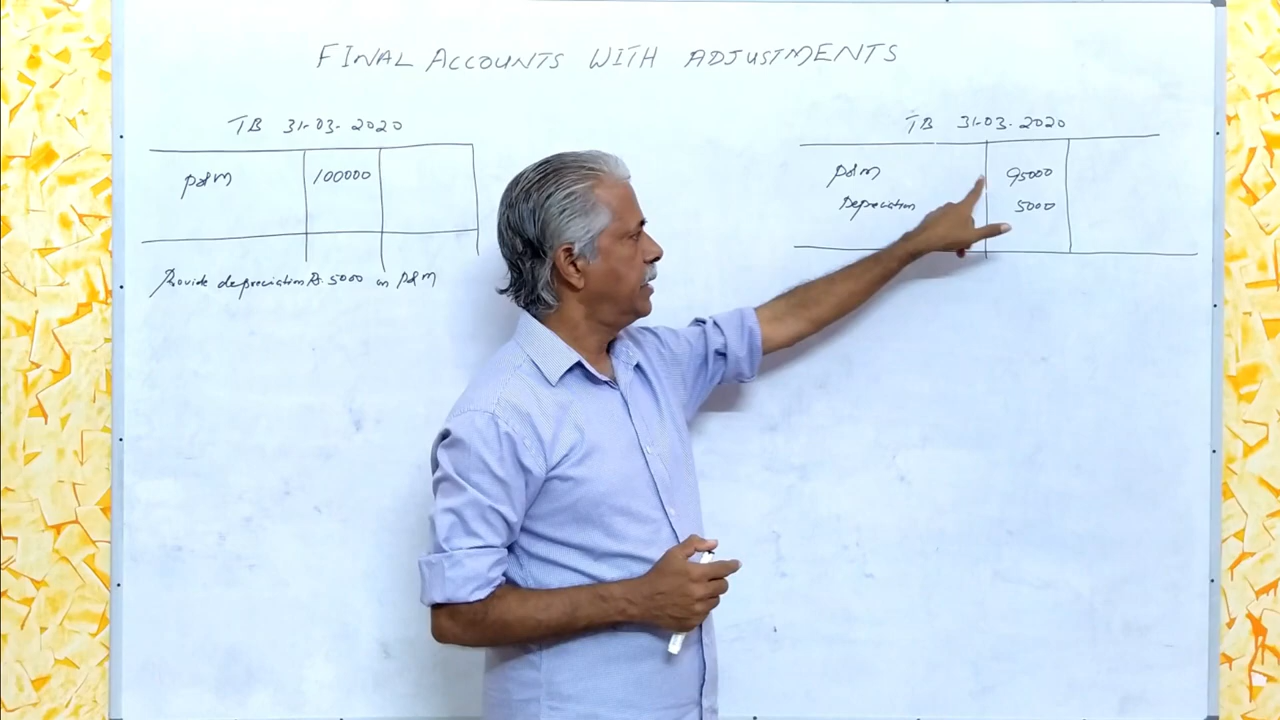 FINAL ACCOUNTS WITH ADJUSTMENTS
TB 31-03-2020
P&M 100000
Provide depreciation Rs. 5000 on P&M
TB 31-03-2020
P&M 95000
Depreciation 5000